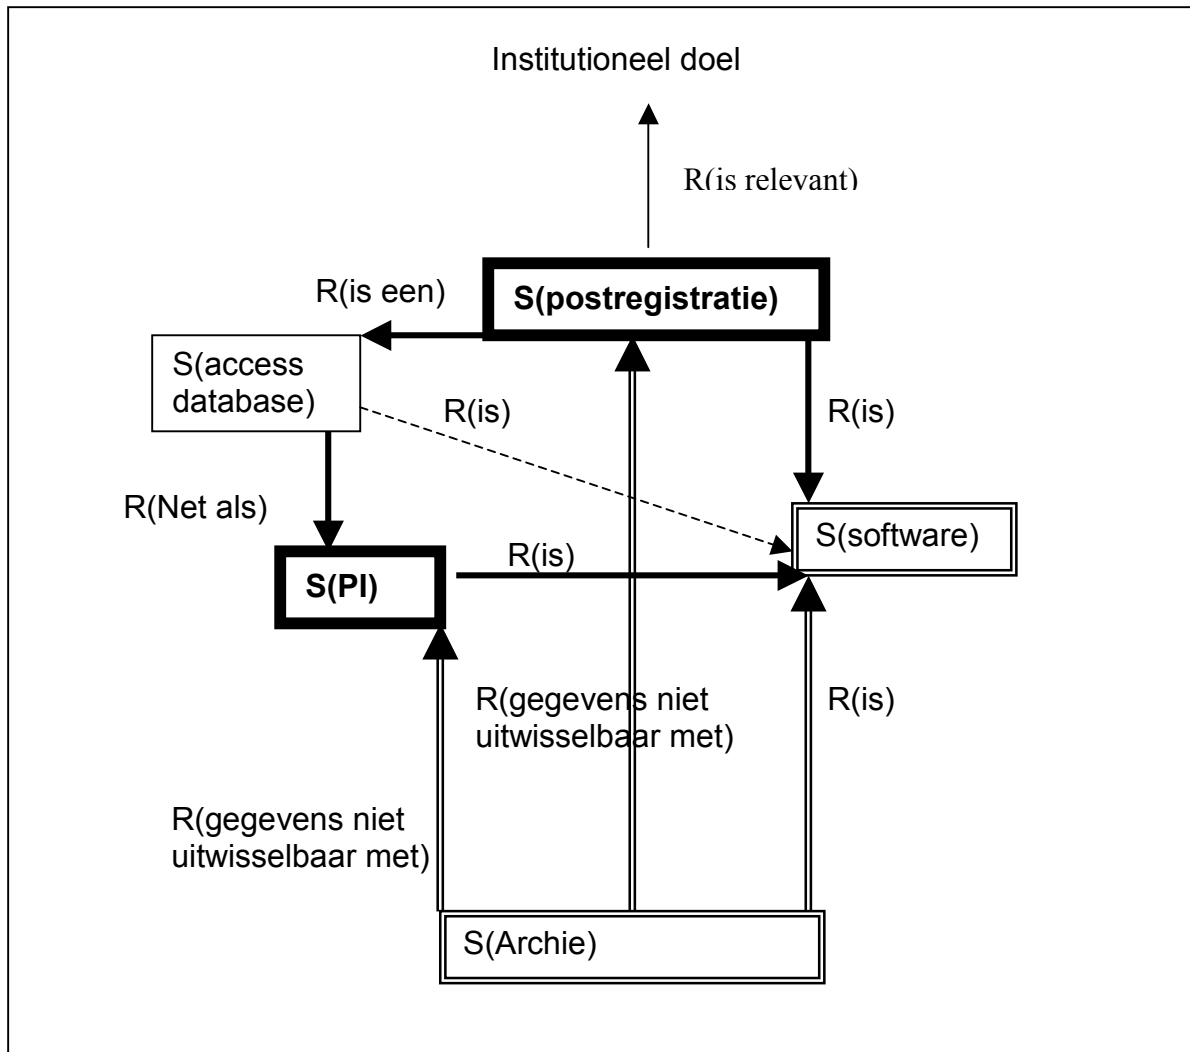 Institutioneel doel
R(is relevant)
R(is een)
S(postregistratie)
S(access
database)
R(is)
R(is)
R(Net als)
S(software)
R(is)
S(PI)
R(gegevens niet
uitwisselbaar met)
R(is)
R(gegevens niet
uitwisselbaar met)
S(Archie)